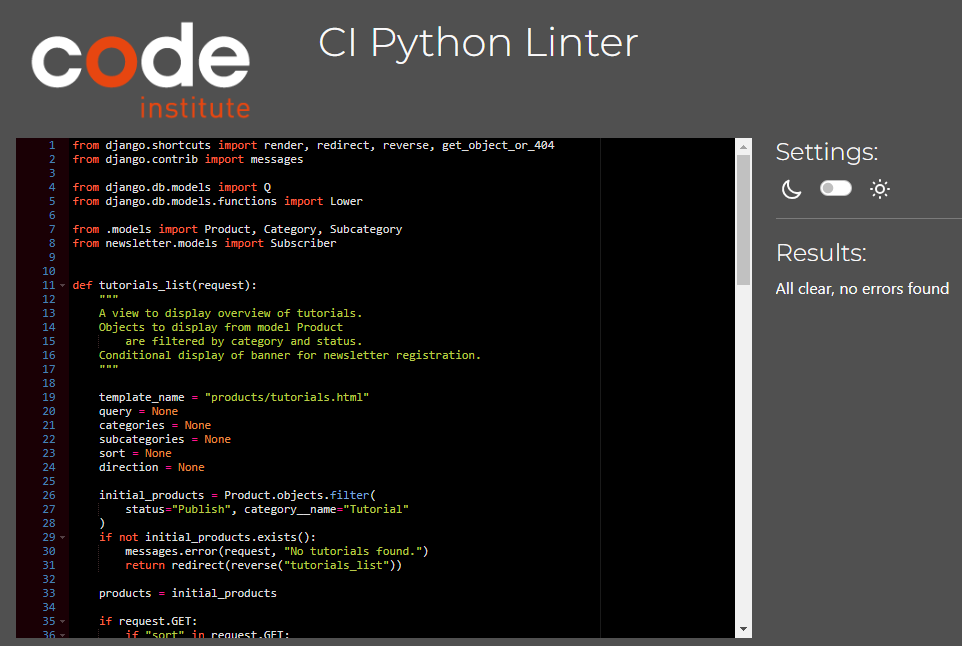 code
institute
CI Python Linter
1 from django.shortcuts import render, redirect, reverse, get_object_or_404
2 from django.contrib import messages
3
4 from django.db.models import Q
5 from django.db.models.functions import Lower
6
7 from .models import Product, Category, Subcategory
8 from newsletter.models import Subscriber
9
10
11 def tutorials_list(request):
12     """
13     A view to display overview of tutorials.
14     Objects to display from model Product
15         are filtered by category and status.
16     Conditional display of banner for newsletter registration.
17     """
18
19     template_name = "products/tutorials.html"
20     query = None
21     categories = None
22     subcategories = None
23     sort = None
24     direction = None
25
26     initial_products = Product.objects.filter(
27         status="Publish", category__name="Tutorial"
28     )
29     if not initial_products.exists():
30         messages.error(request, "No tutorials found.")
31         return redirect(reverse("tutorials_list"))
32
33     products = initial_products
34
35     if request.GET:
36         if "sort" in request.GET:
Settings:
Results:
All clear, no errors found